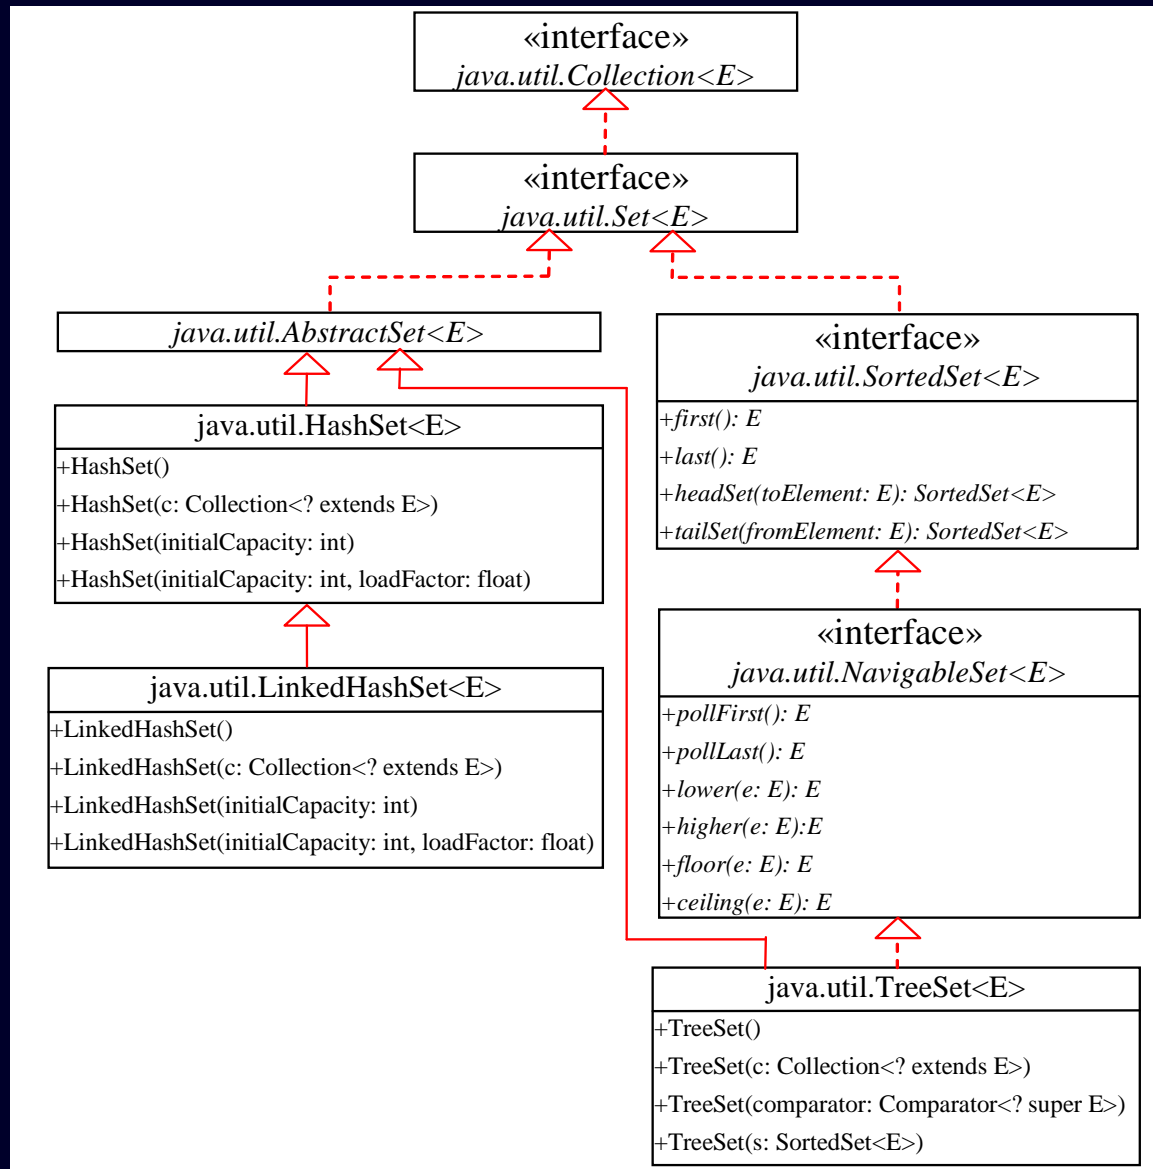 «interface»
java.util.Collection<E>
«interface»
java.util.Set<E>
java.util.AbstractSet<E>
java.util.HashSet<E>
+HashSet()
+HashSet(c: Collection<? extends E>)
+HashSet(initialCapacity: int)
+HashSet(initialCapacity: int, loadFactor: float)
java.util.LinkedHashSet<E>
+LinkedHashSet()
+LinkedHashSet(c: Collection<? extends E>)
+LinkedHashSet(initialCapacity: int)
+LinkedHashSet(initialCapacity: int, loadFactor: float)
«interface»
java.util.SortedSet<E>
+first(): E
+last(): E
+headSet(toElement: E): SortedSet<E>
+tailSet(fromElement: E): SortedSet<E>
«interface»
java.util.NavigableSet<E>
+pollFirst(): E
+pollLast(): E
+lower(e: E): E
+higher(e: E):E
+floor(e: E): E
+ceiling(e: E): E
java.util.TreeSet<E>
+TreeSet()
+TreeSet(c: Collection<? extends E>)
+TreeSet(comparator: Comparator<? super E>)
+TreeSet(s: SortedSet<E>)